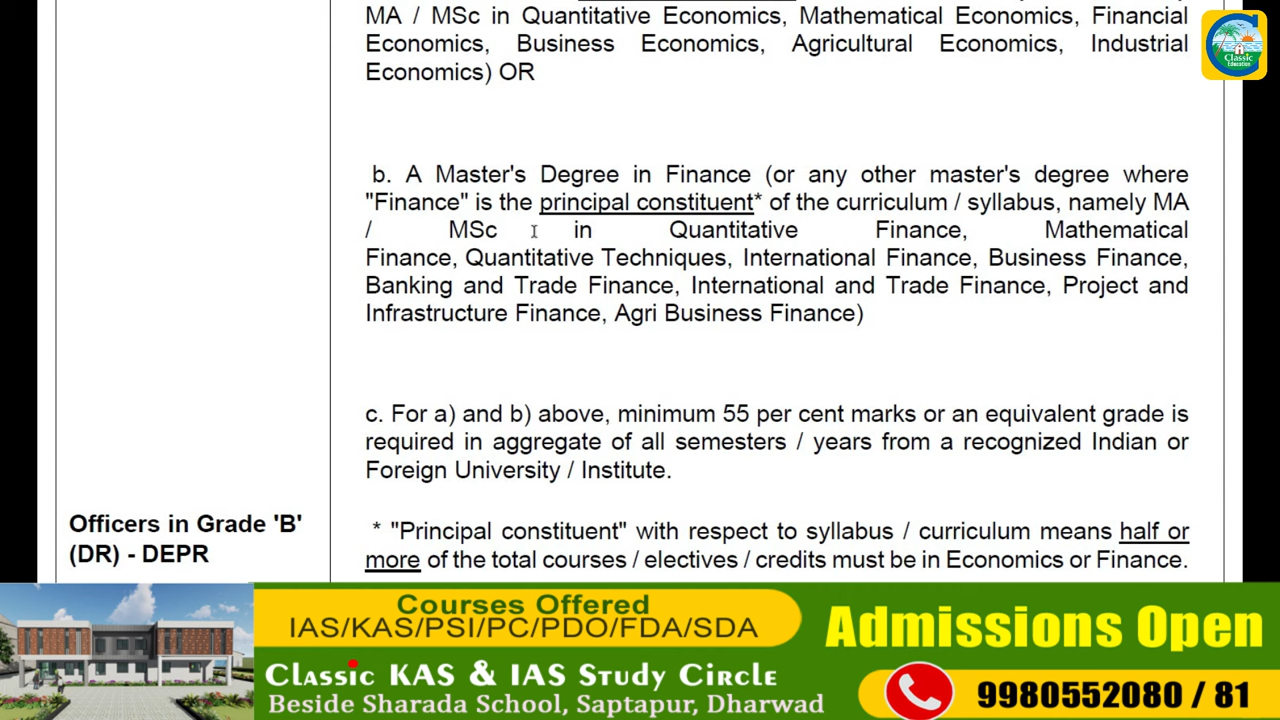 MA / MSc in Quantitative Economics, Mathematical Economics, Financial
Economics, Business Economics, Agricultural Economics, Industrial
Economics) OR
Classic
Education
b. A Master's Degree in Finance (or any other master's degree where
"Finance" is the principal constituent* of the curriculum / syllabus, namely MA
/ MSc in Quantitative Finance, Mathematical
Finance, Quantitative Techniques, International Finance, Business Finance,
Banking and Trade Finance, International and Trade Finance, Project and
Infrastructure Finance, Agri Business Finance)
c. For a) and b) above, minimum 55 per cent marks or an equivalent grade is
required in aggregate of all semesters / years from a recognized Indian or
Foreign University / Institute.
Officers in Grade 'B'
(DR) - DEPR
* "Principal constituent" with respect to syllabus / curriculum means half or
more of the total courses / electives / credits must be in Economics or Finance.
Courses Offered
IAS/KAS/PSI/PC/PDO/FDA/SDA
Classic KAS & IAS Study Circle
Beside Sharada School, Saptapur, Dharwad
Admissions Open
9980552080 / 81